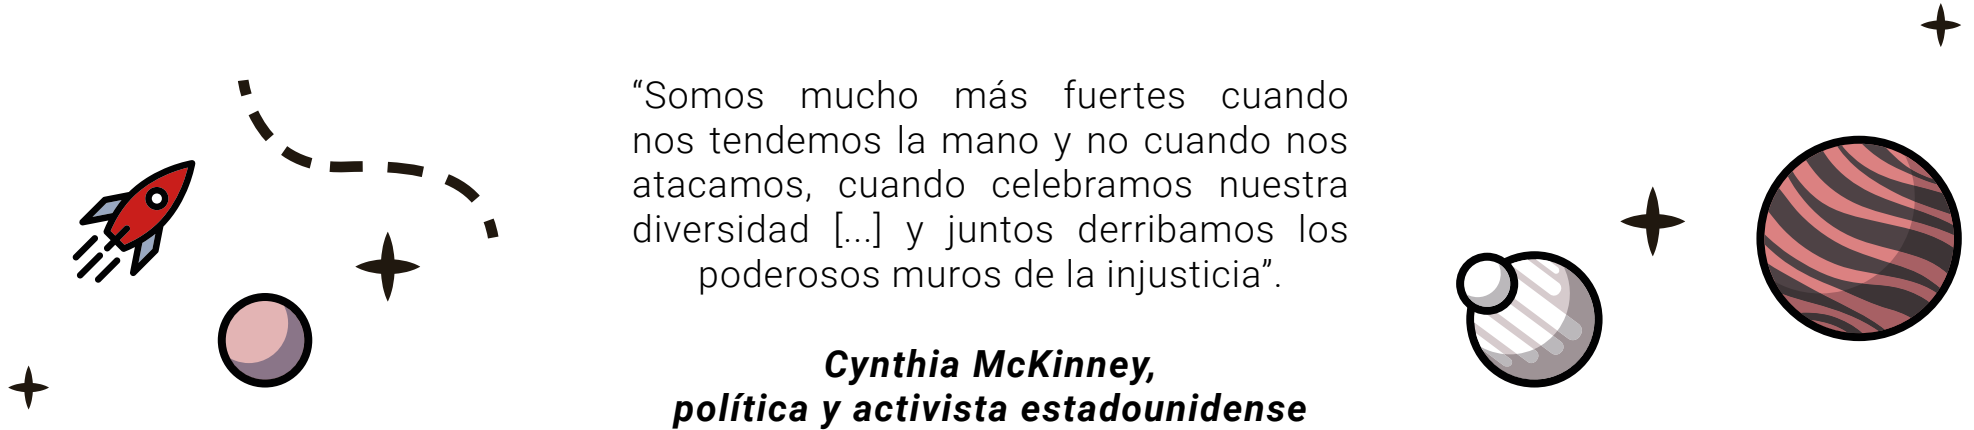 “Somos mucho más fuertes cuando
nos tendemos la mano y no cuando nos
atacamos, cuando celebramos nuestra
diversidad [...] y juntos derribamos los
poderosos muros de la injusticia”.
Cynthia McKinney,
política y activista estadounidense